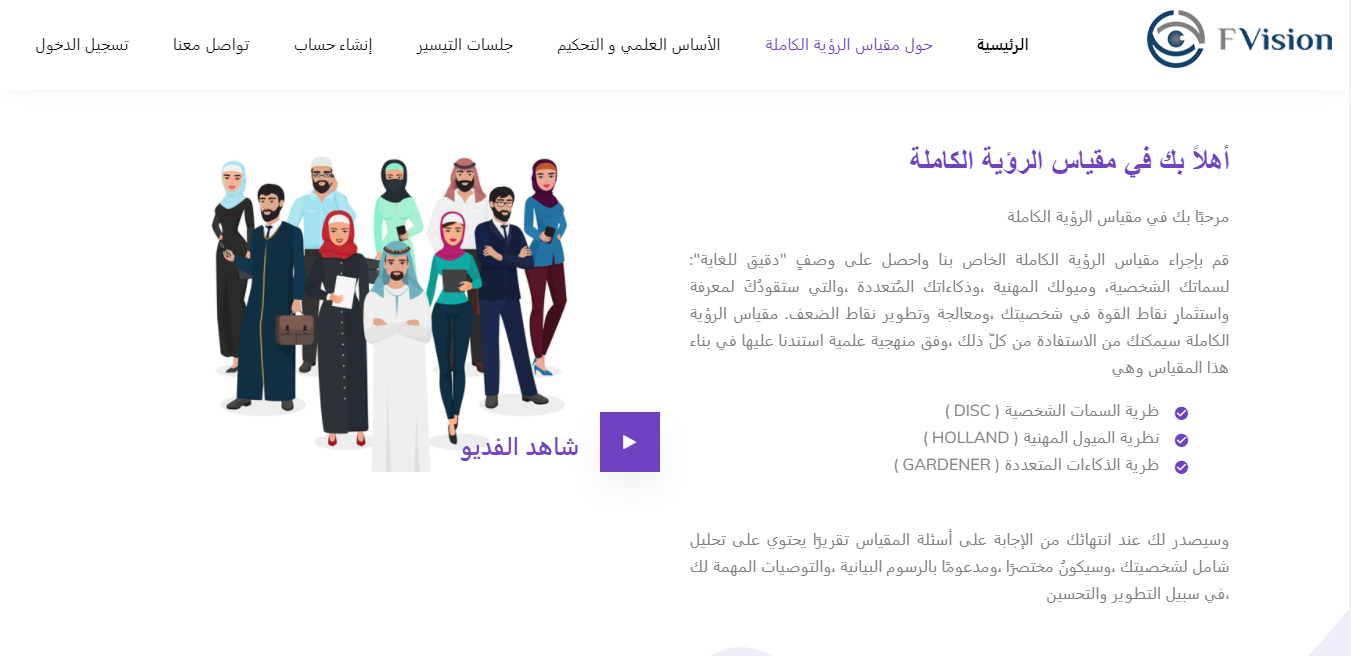 F Vision
الرئيسية
حول مقياس الرؤية الكاملة
الأساس العلمي و التحكيم
جلسات التيسير
إنشاء حساب
تواصل معنا
تسجيل الدخول
أهلاً بك في مقياس الرؤية الكاملة
مرحبًا بك في مقياس الرؤية الكاملة
قم بإجراء مقياس الرؤية الكاملة الخاص بنا واحصل على وصفٍ "دقيق للغاية":
لسماتك الشخصية، وميولك المهنية ،وذكاءاتك المُتعددة ،والتي ستقودُكَ لمعرفة
واستثمارِ نقاط القوة في شخصيتك ،ومعالجة وتطوير نقاط الضعف. مقياس الرؤية
الكاملة سيمكنك من الاستفادة من كلّ ذلك ،وفق منهجية علمية استندنا عليها في بناء
هذا المقياس وهي
ظرية السمات الشخصية ( DISC )
نظرية الميول المهنية ( HOLLAND )
ظرية الذكاءات المتعددة ( GARDENER )
وسيصدر لك عند انتهائك من الإجابة على أسئلة المقياس تقريرًا يحتوي على تحليل
شامل لشخصيتك ،وسيكونُ مختصرًا ،ومدعومًا بالرسوم البيانية ،والتوصيات المهمة لك
،في سبيل التطوير والتحسين
شاهد الفديو